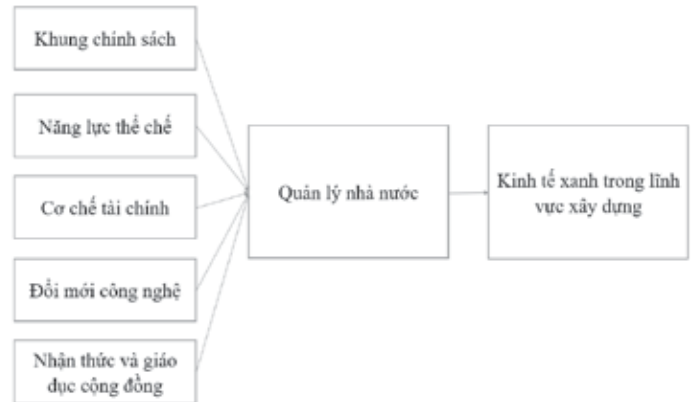 Khung chính sách
Năng lực thể chế
Cơ chế tài chính
Đổi mới công nghệ
Nhận thức và giáo
dục cộng đồng
Quản lý nhà nước
Kinh tế xanh trong lĩnh
vực xây dựng